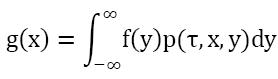 g(x) = ∫_{-∞}^{∞} f(y)p(τ, x, y)dy